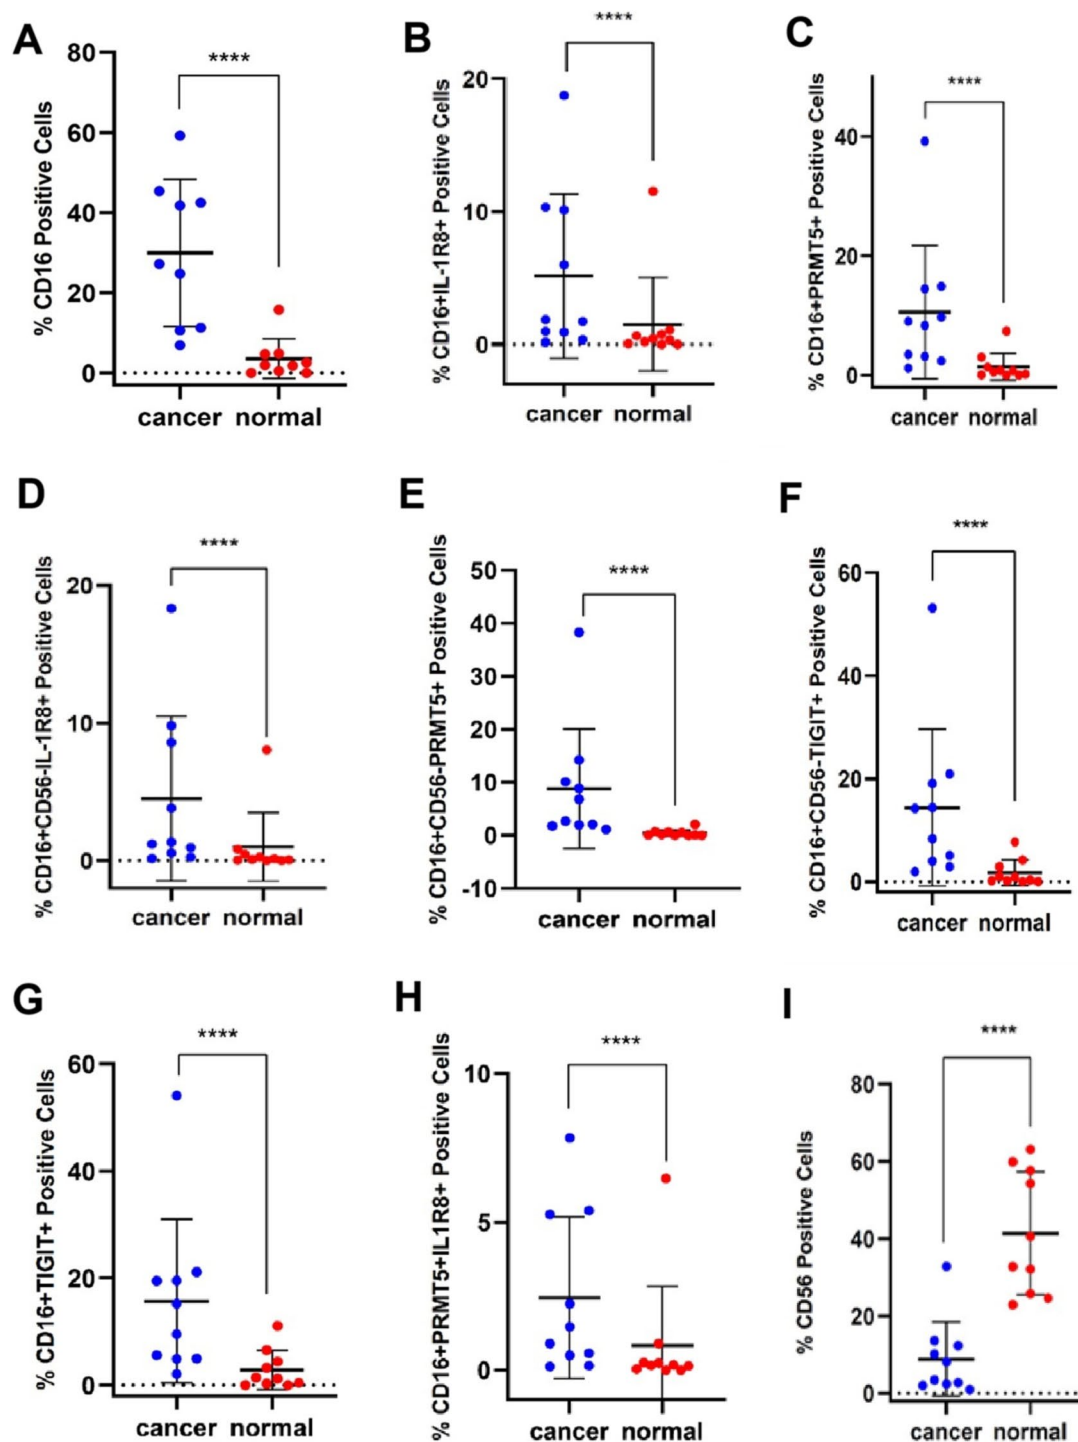 A
% CD16 Positive Cells
80
60
40
20
0
****
cancer normal
B
% CD16+IL-1R8+ Positive Cells
20
10
0
****
cancer normal
C
% CD16+PRMT5+ Positive Cells
40
20
0
****
cancer normal
D
% CD16+CD56-IL-1R8+ Positive Cells
20
10
0
****
cancer normal
E
% CD16+CD56-PRMT5+ Positive Cells
50
40
30
20
10
0
-10
****
cancer normal
F
% CD16+CD56-TIGIT+ Positive Cells
60
40
20
0
****
cancer normal
G
% CD16+TIGIT+ Positive Cells
60
40
20
0
****
cancer normal
H
% CD16+PRMT5+IL1R8+ Positive Cells
10
5
0
****
cancer normal
I
% CD56 Positive Cells
80
60
40
20
0
****
cancer normal